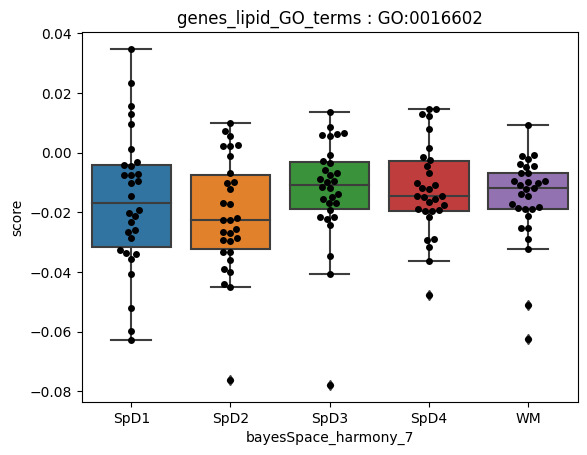 genes_lipid_GO_terms : GO:0016602
0.04
0.02
0.00
−0.02
−0.04
−0.06
−0.08
score
SpD1 SpD2 SpD3 SpD4 WM
bayesSpace_harmony_7